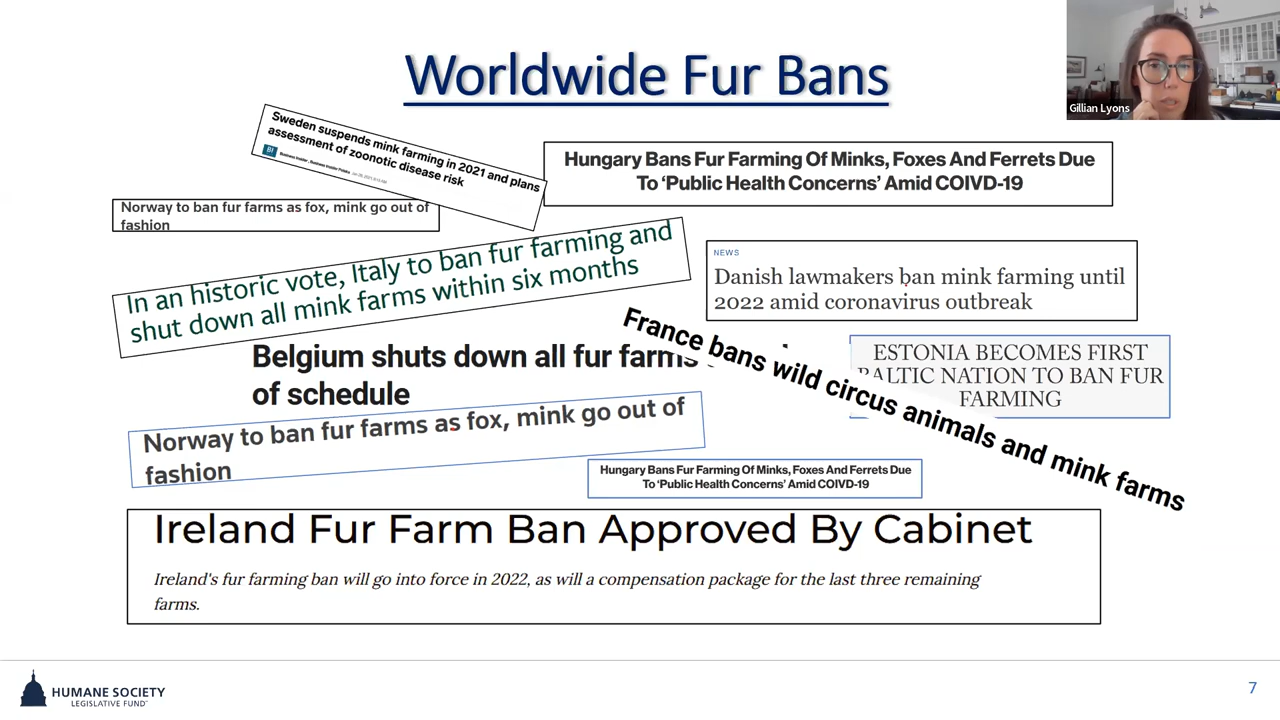 Worldwide Fur Bans
Gillian Lyons
Sweden suspends mink farming in 2021 and plans
assessment of zoonotic disease risk
BI
Hungary Bans Fur Farming Of Minks, Foxes And Ferrets Due
To ‘Public Health Concerns’ Amid COIVD-19
Norway to ban fur farms as fox, mink go out of
fashion
In an historic vote, Italy to ban fur farming and
shut down all mink farms within six months
NEWS
Danish lawmakers ban mink farming until
2022 amid coronavirus outbreak
Belgium shuts down all fur farms
of schedule
France bans wild circus animals and mink farms
ESTONIA BECOMES FIRST
BALTIC NATION TO BAN FUR
FARMING
Norway to ban fur farms as fox, mink go out of
fashion
Hungary Bans Fur Farming Of Minks, Foxes And Ferrets Due
To ‘Public Health Concerns’ Amid COIVD-19
Ireland Fur Farm Ban Approved By Cabinet
Ireland's fur farming ban will go into force in 2022, as will a compensation package for the last three remaining
farms.
HUMANE SOCIETY
LEGISLATIVE FUND
7